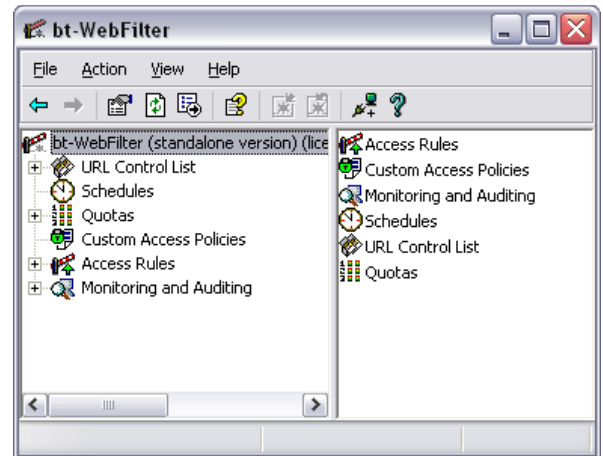 bt-WebFilter
File Action View Help
bt-WebFilter (standalone version) (lice
URL Control List
Schedules
Quotas
Custom Access Policies
Access Rules
Monitoring and Auditing
Access Rules
Custom Access Policies
Monitoring and Auditing
Schedules
URL Control List
Quotas